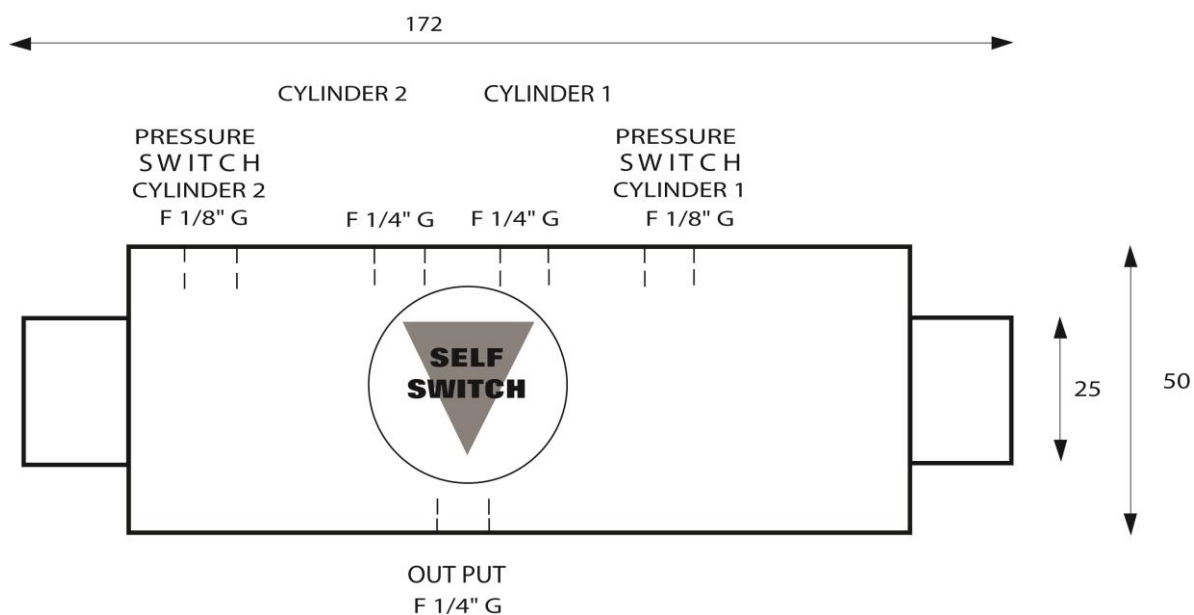 172
CYLINDER 2
CYLINDER 1
PRESSURE
SWITCH
CYLINDER 2
F 1/8" G
F 1/4" G
F 1/4" G
PRESSURE
SWITCH
CYLINDER 1
F 1/8" G
SELF
SWITCH
25
50
OUT PUT
F 1/4" G